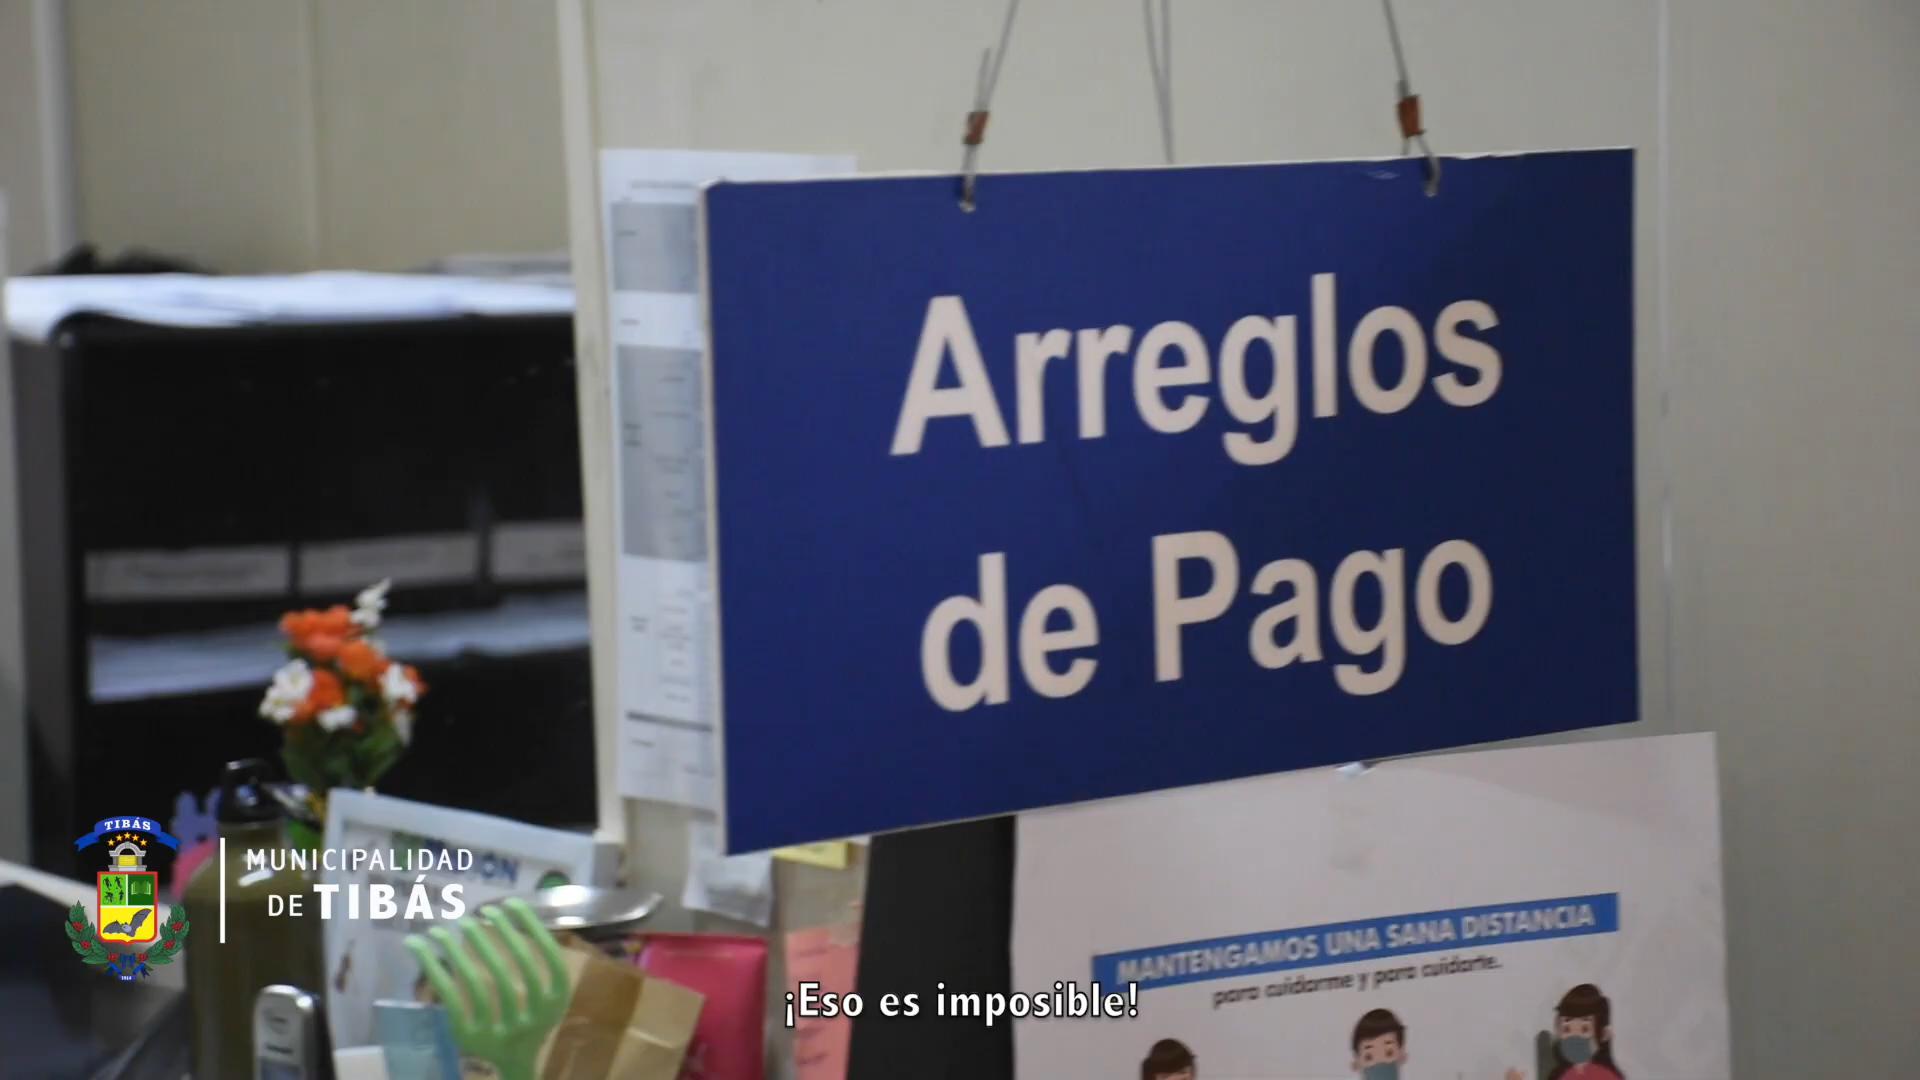 Arreglos
de Pago
TIBÁS
MUNICIPALIDAD
DE TIBÁS
MANTENGAMOS UNA SANA DISTANCIA
para cuidarme y para cuidarte.
¡Eso es imposible!